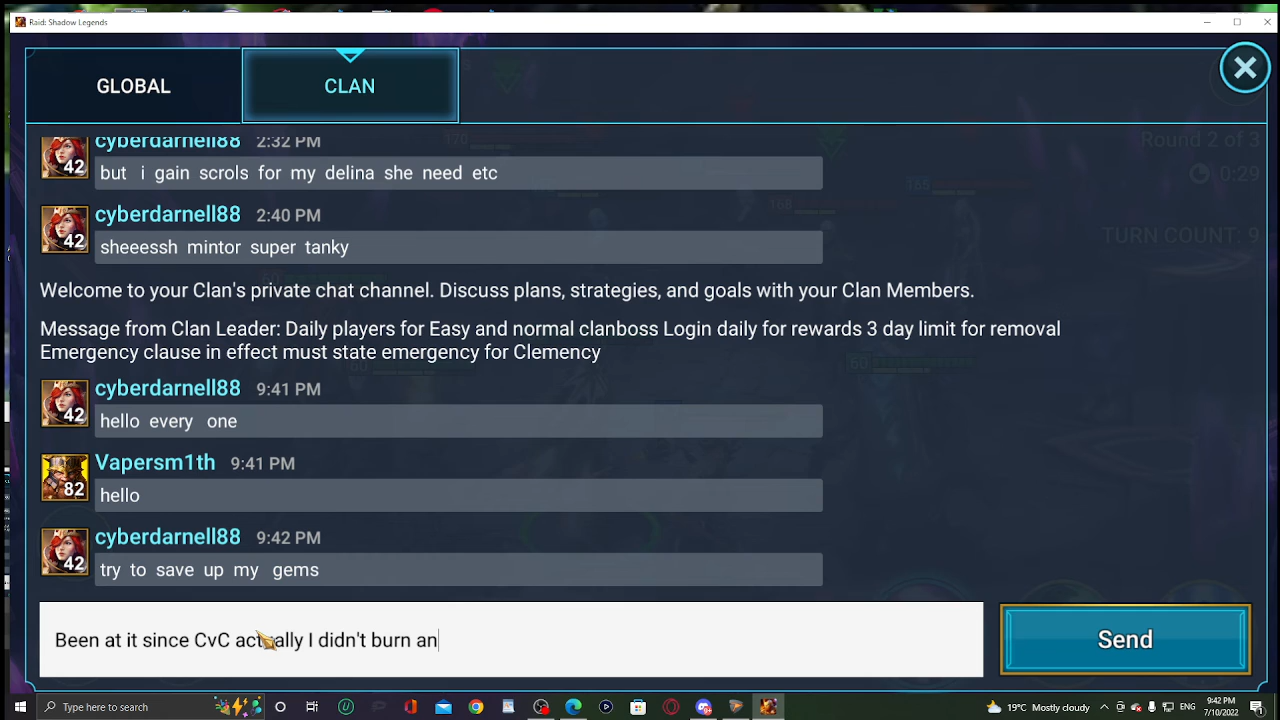 Raid: Shadow Legends
GLOBAL
CLAN
cyberdarnell88 2:32 PM
42
but i gain scrols for my delina she need etc
Round 2 of 3
0:29
cyberdarnell88 2:40 PM
42
sheeessh mintor super tanky
TURN COUNT: 9
Welcome to your Clan's private chat channel. Discuss plans, strategies, and goals with your Clan Members.
Message from Clan Leader: Daily players for Easy and normal clanboss Login daily for rewards 3 day limit for removal
Emergency clause in effect must state emergency for Clemency
cyberdarnell88 9:41 PM
42
hello every one
Vapersm1th 9:41 PM
82
hello
cyberdarnell88 9:42 PM
42
try to save up my gems
Been at it since CvC actually I didn't burn an
Send
Type here to search
19°C Mostly cloudy
ENG
9:42 PM
7/10/2022